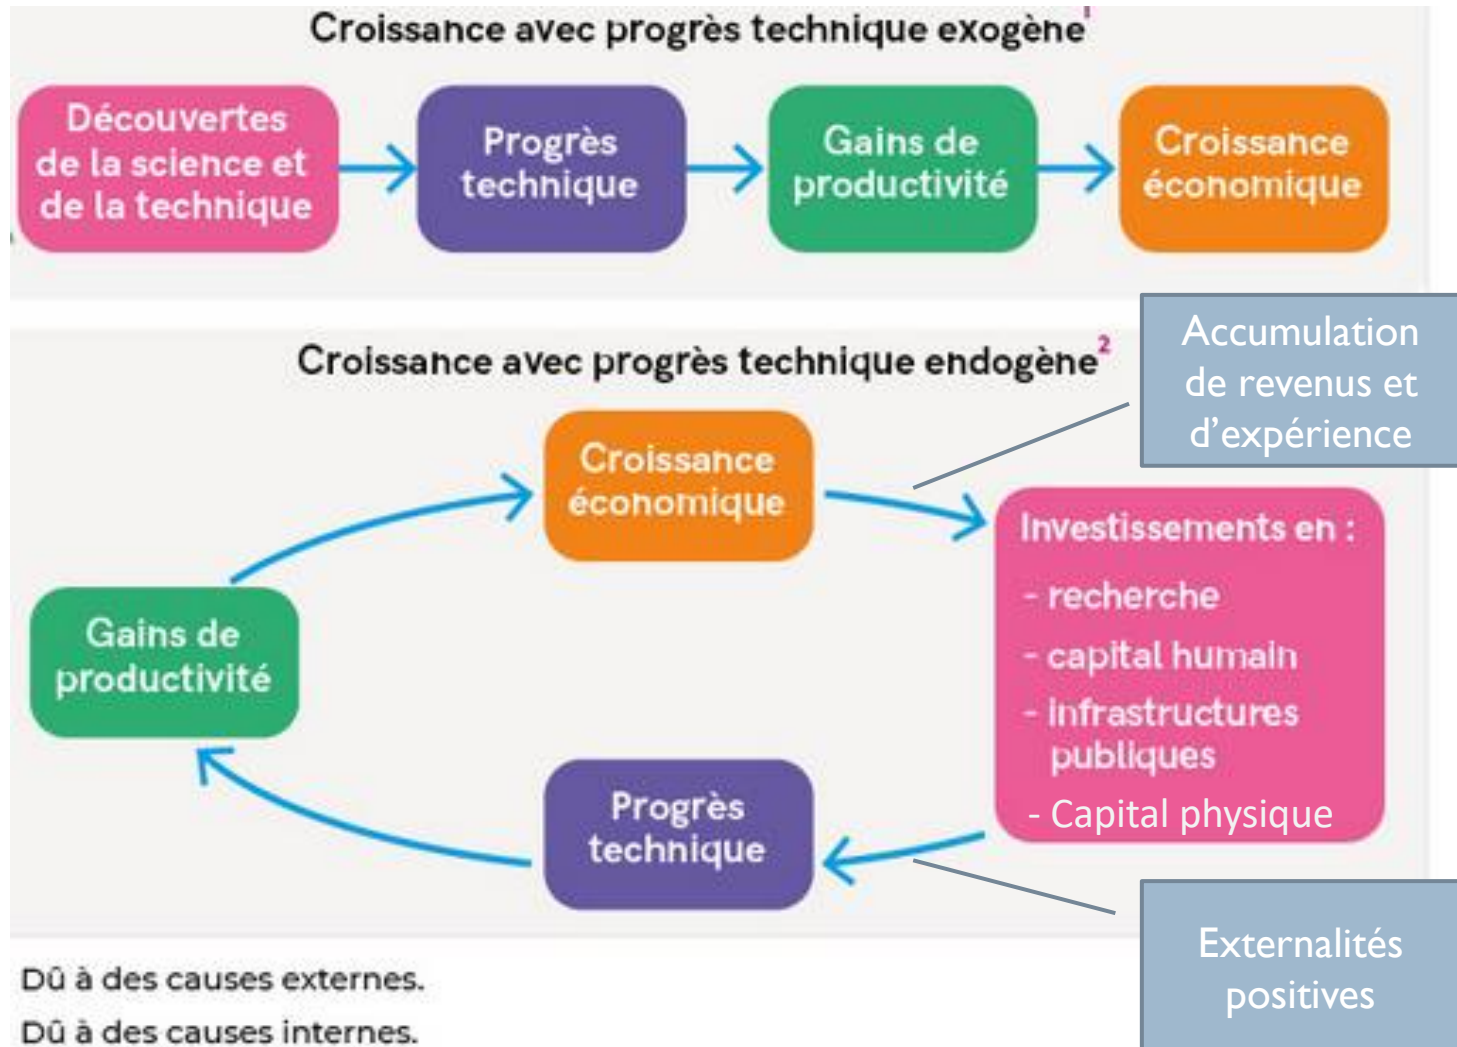 Croissance avec progrès technique exogène¹
Découvertes
de la science et
de la technique
Progrès
technique
Gains de
productivité
Croissance
économique
Croissance avec progrès technique endogène²
Accumulation
de revenus et
d’expérience
Croissance
économique
Investissements en :
- recherche
- capital humain
- infrastructures
publiques
- Capital physique
Gains de
productivité
Progrès
technique
Externalités
positives
Dû à des causes externes.
Dû à des causes internes.